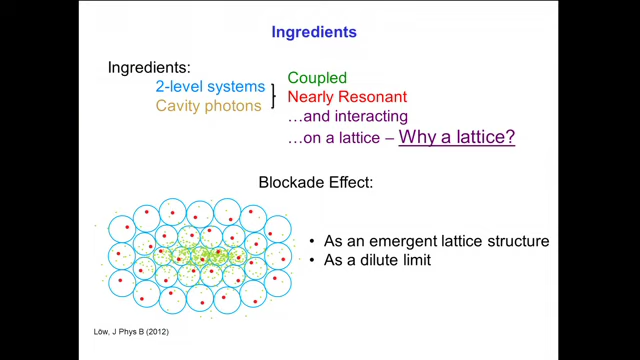 Ingredients
Ingredients:
2-level systems
Cavity photons
Coupled
Nearly Resonant
…and interacting
…on a lattice – Why a lattice?
Blockade Effect:
• As an emergent lattice structure
• As a dilute limit
Löw, J Phys B (2012)